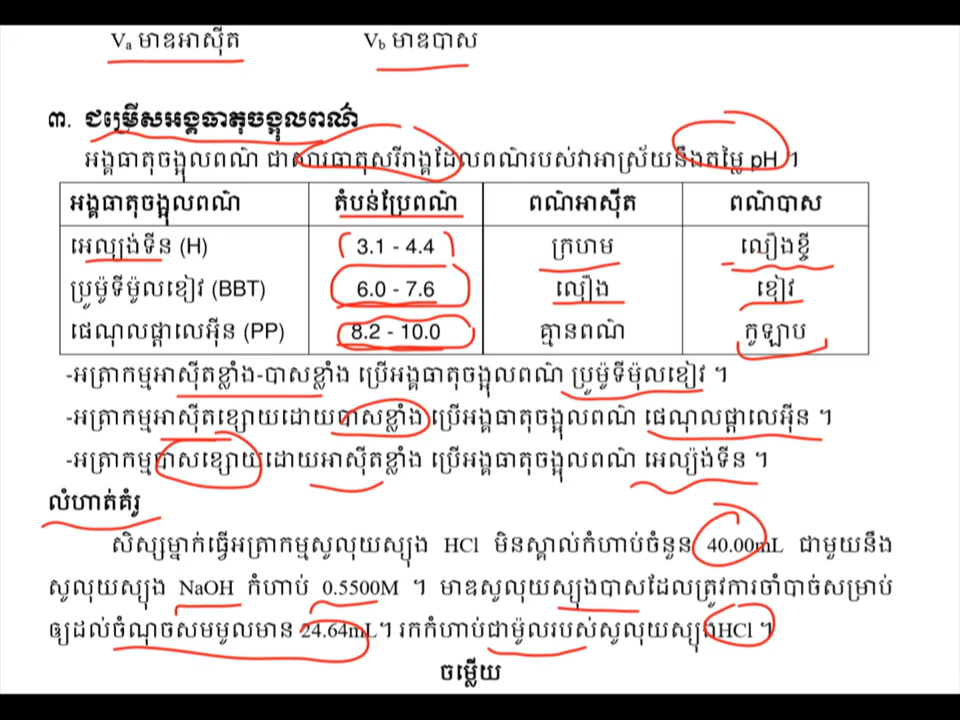 Va មាឌអាស៊ីត Vb មាឌបាស
៣. ជម្រើសអង្គធាតុចង្អុលពណ៌
អង្គធាតុចង្អុលពណ៌ ជាសារធាតុសរីរាង្គដែលពណ៌របស់វាអាស្រ័យនឹងតម្លៃ pH ។
អង្គធាតុចង្អុលពណ៌ តំបន់ប្រែពណ៌ ពណ៌អាស៊ីត ពណ៌បាស
អេល្យង់ទីន (H) 3.1 - 4.4 ក្រហម លឿងខ្ចី
ប្រូម៉ូទីម៉ូលខៀវ (BBT) 6.0 - 7.6 លឿង ខៀវ
ផេណុលផ្តាលេអ៊ីន (PP) 8.2 - 10.0 គ្មានពណ៌ កូឡាប
-អត្រាកម្មអាស៊ីតខ្លាំង-បាសខ្លាំង ប្រើអង្គធាតុចង្អុលពណ៌ ប្រូម៉ូទីម៉ុលខៀវ ។
-អត្រាកម្មអាស៊ីតខ្សោយដោយបាសខ្លាំង ប្រើអង្គធាតុចង្អុលពណ៌ ផេណុលផ្តាលេអ៊ីន ។
-អត្រាកម្មបាសខ្សោយដោយអាស៊ីតខ្លាំង ប្រើអង្គធាតុចង្អុលពណ៌ អេល្យ៉ង់ទីន ។
លំហាត់គំរូ
សិស្សម្នាក់ធ្វើអត្រាកម្មសូលុយស្យុង HCl មិនស្គាល់កំហាប់ចំនួន 40.00mL ជាមួយនឹង
សូលុយស្យុង NaOH កំហាប់ 0.5500M ។ មាឌសូលុយស្យុងបាសដែលត្រូវការចាំបាច់សម្រាប់
ឲ្យដល់ចំណុចសមមូលមាន 24.64mL។ រកកំហាប់ជាម៉ូលរបស់សូលុយស្យុងHCl ។
ចម្លើយ